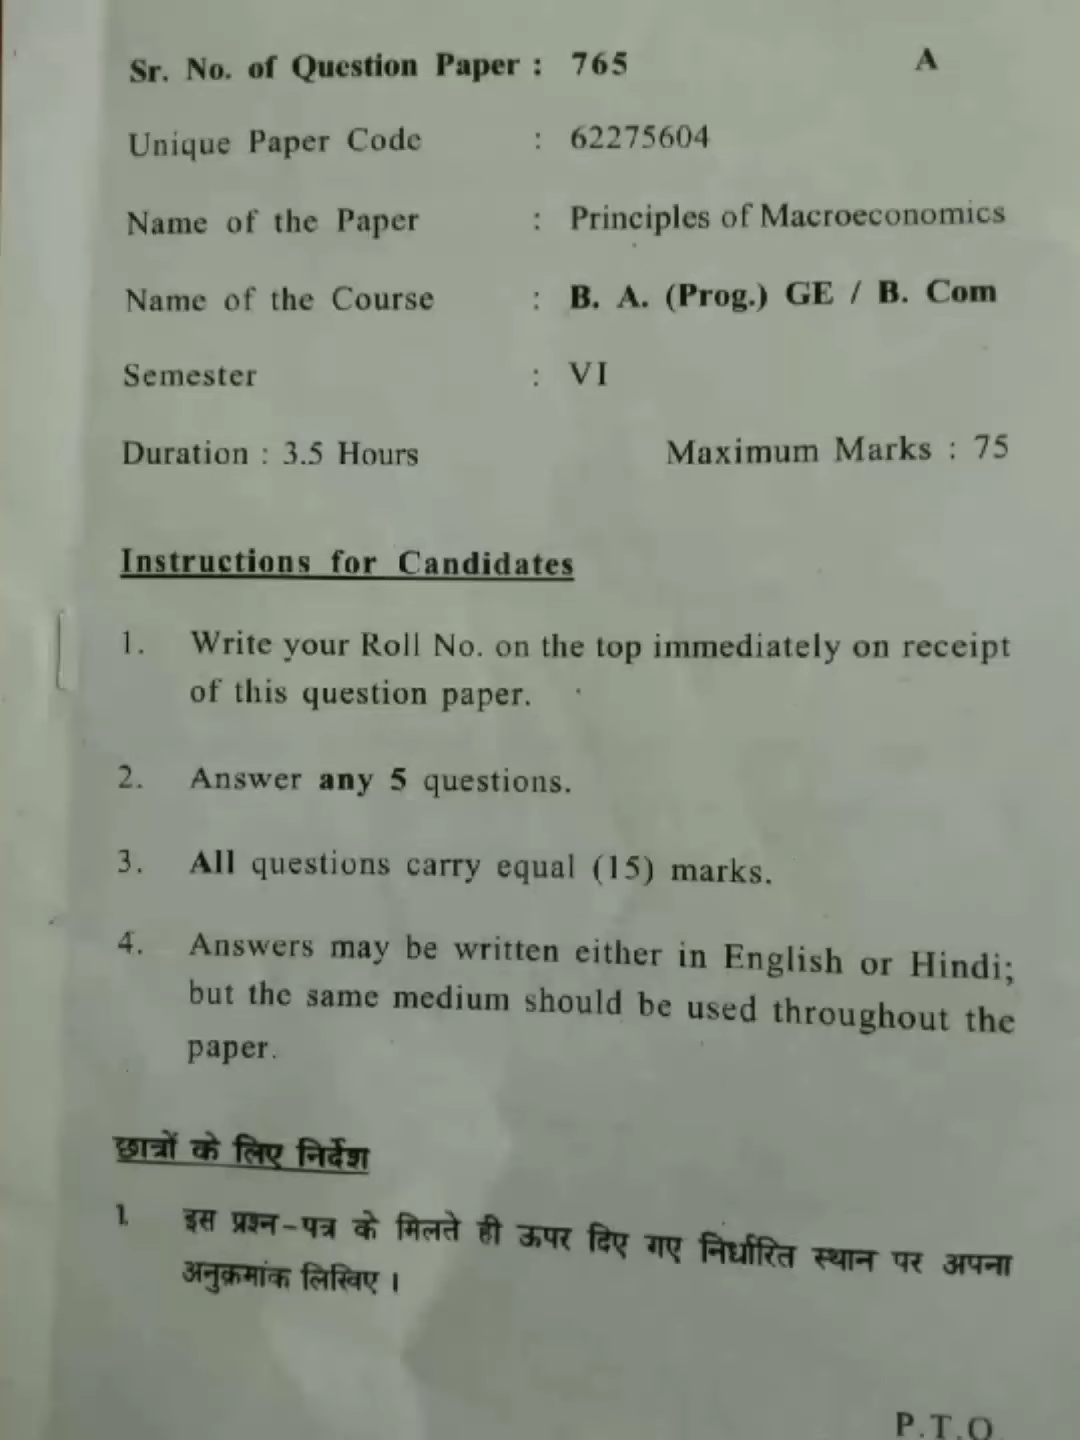 Sr. No. of Question Paper : 765 A
Unique Paper Code : 62275604
Name of the Paper : Principles of Macroeconomics
Name of the Course : B. A. (Prog.) GE / B. Com
Semester : VI
Duration : 3.5 Hours Maximum Marks : 75
Instructions for Candidates
1. Write your Roll No. on the top immediately on receipt
of this question paper.
2. Answer any 5 questions.
3. All questions carry equal (15) marks.
4. Answers may be written either in English or Hindi;
but the same medium should be used throughout the
paper.
छात्रों के लिए निर्देश
1. इस प्रश्न-पत्र के मिलते ही ऊपर दिए गए निर्धारित स्थान पर अपना
अनुक्रमांक लिखिए ।
P.T.O.